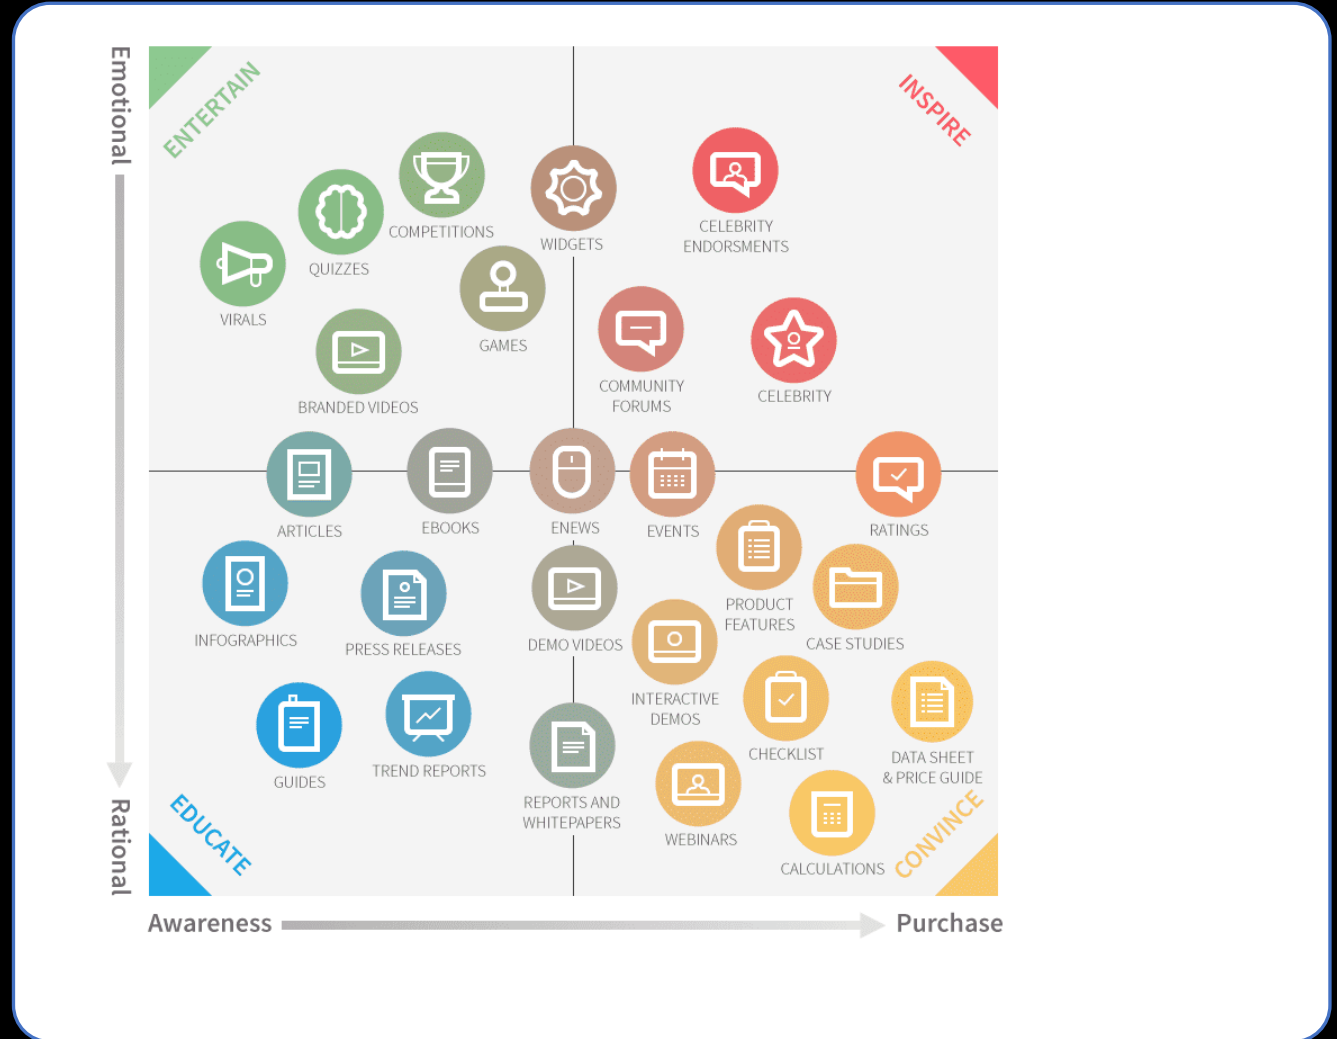 Emotional
ENTERTAIN
INSPIRE
COMPETITIONS
WIDGETS
CELEBRITY
ENDORSMENTS
QUIZZES
VIRALS
GAMES
BRANDED VIDEOS
COMMUNITY
FORUMS
CELEBRITY
ARTICLES
EBOOKS
ENEWS
EVENTS
RATINGS
INFOGRAPHICS
PRESS RELEASES
DEMO VIDEOS
PRODUCT
FEATURES
CASE STUDIES
INTERACTIVE
DEMOS
CHECKLIST
DATA SHEET
& PRICE GUIDE
GUIDES
TREND REPORTS
REPORTS AND
WHITEPAPERS
WEBINARS
CALCULATIONS
Rational
EDUCATE
CONVINCE
Awareness
Purchase